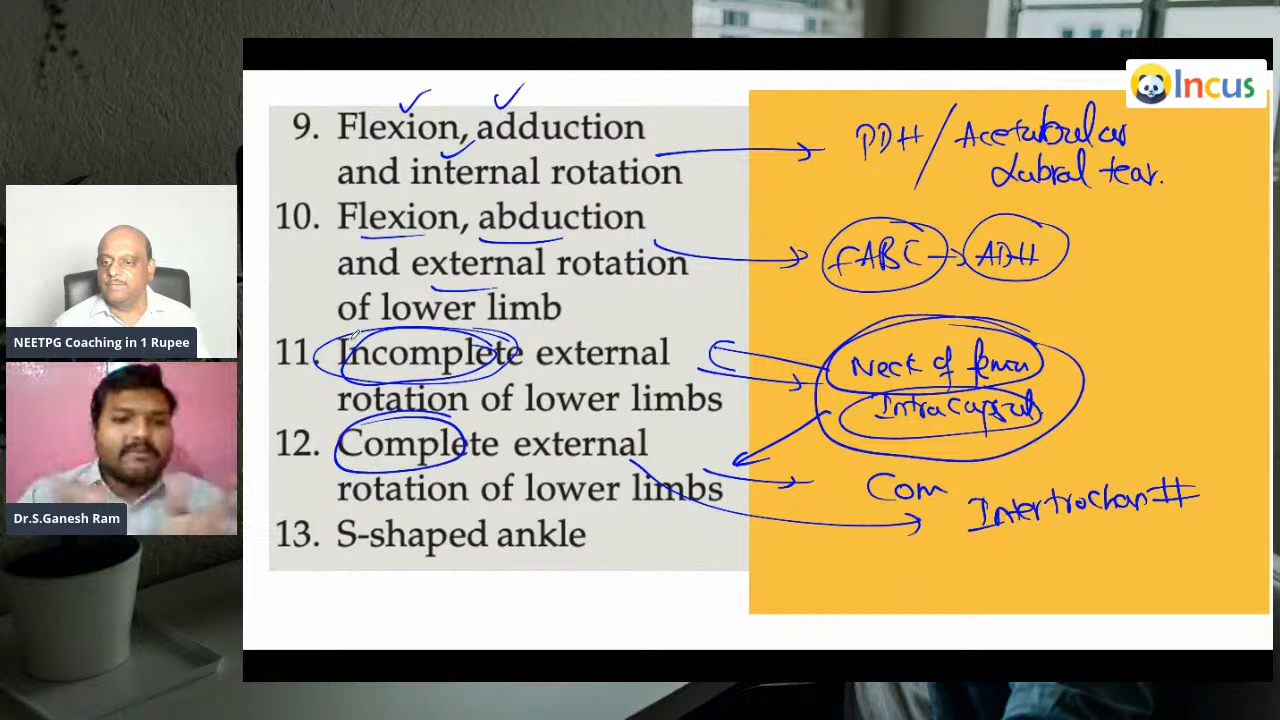 Incus
9. Flexion, adduction
and internal rotation
PDH / Acetabular
Labral tear.
10. Flexion, abduction
and external rotation
of lower limb
FABE → ADH
11. Incomplete external
rotation of lower limbs
Neck of femur
Intracapsul
12. Complete external
rotation of lower limbs
Com
Intertrochan #
13. S-shaped ankle
NEETPG Coaching in 1 Rupee
Dr.S.Ganesh Ram